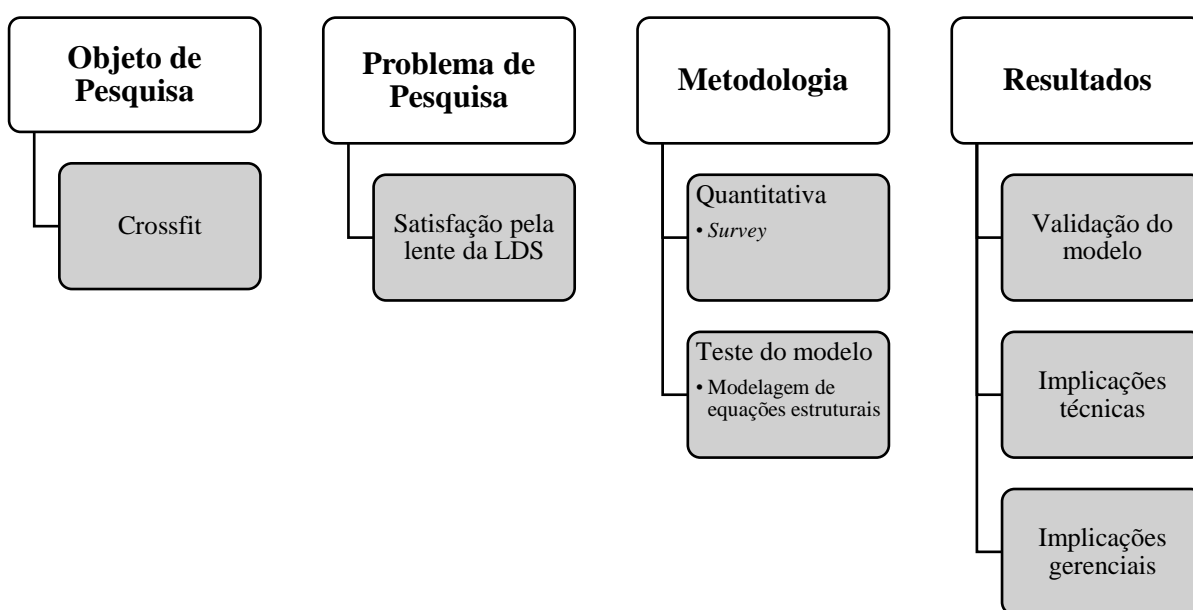 Objeto de
Pesquisa
Crossfit
Problema de
Pesquisa
Satisfação pela
lente da LDS
Metodologia
Quantitativa
• Survey
Teste do modelo
• Modelagem de
equações estruturais
Resultados
Validação do
modelo
Implicações
técnicas
Implicações
gerenciais